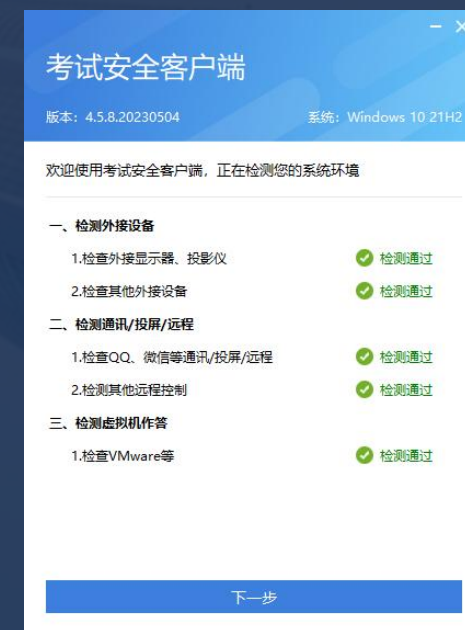 考试安全客户端
版本：4.5.8.20230504 系统：Windows 10 21H2
欢迎使用考试安全客户端，正在检测您的系统环境
一、检测外接设备
1.检查外接显示器、投影仪 检测通过
2.检查其他外接设备 检测通过
二、检测通讯/投屏/远程
1.检查QQ、微信等通讯/投屏/远程 检测通过
2.检测其他远程控制 检测通过
三、检测虚拟机作答
1.检查VMware等 检测通过
下一步